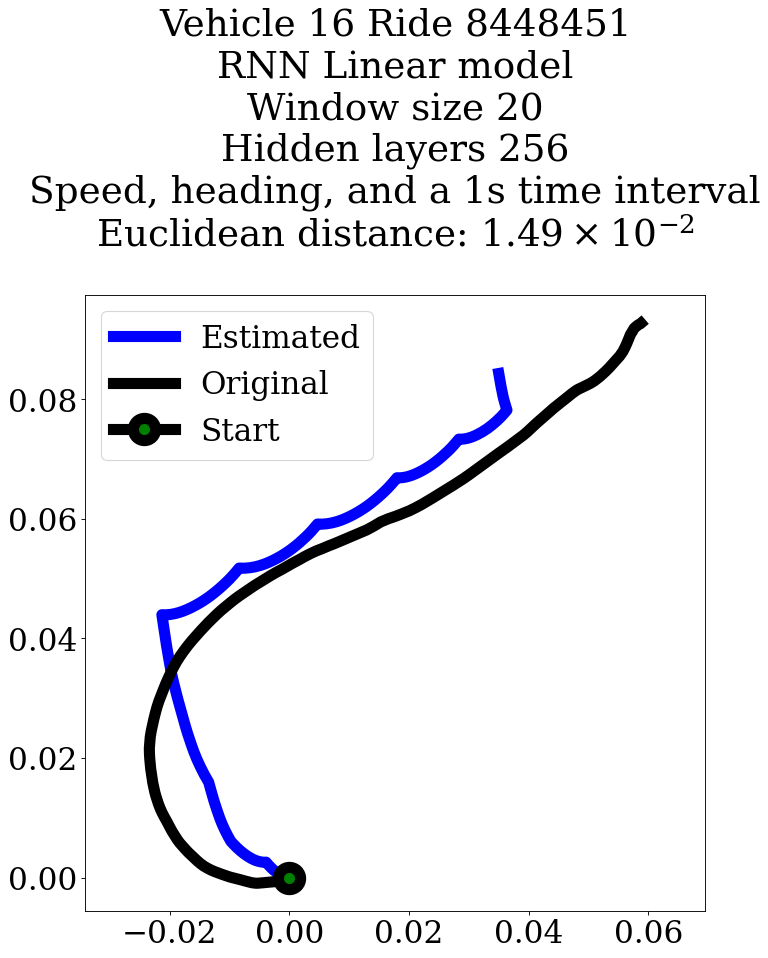 Vehicle 16 Ride 8448451
RNN Linear model
Window size 20
Hidden layers 256
Speed, heading, and a 1s time interval
Euclidean distance: 1.49 × 10⁻²
Estimated
Original
Start
0.08
0.06
0.04
0.02
0.00
−0.02 0.00 0.02 0.04 0.06